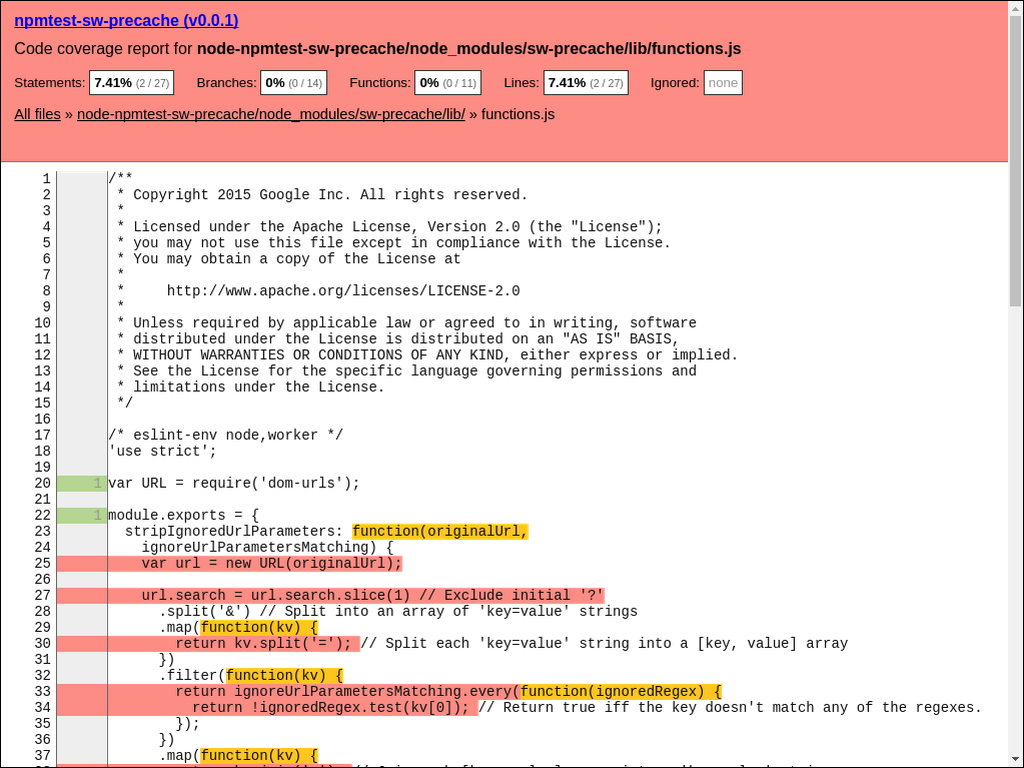 npmtest-sw-precache (v0.0.1)
Code coverage report for node-npmtest-sw-precache/node_modules/sw-precache/lib/functions.js
Statements: 7.41% (2 / 27) Branches: 0% (0 / 14) Functions: 0% (0 / 11) Lines: 7.41% (2 / 27) Ignored: none
All files » node-npmtest-sw-precache/node_modules/sw-precache/lib/ » functions.js
1 /**
2  * Copyright 2015 Google Inc. All rights reserved.
3  *
4  * Licensed under the Apache License, Version 2.0 (the "License");
5  * you may not use this file except in compliance with the License.
6  * You may obtain a copy of the License at
7  *
8  *     http://www.apache.org/licenses/LICENSE-2.0
9  *
10  * Unless required by applicable law or agreed to in writing, software
11  * distributed under the License is distributed on an "AS IS" BASIS,
12  * WITHOUT WARRANTIES OR CONDITIONS OF ANY KIND, either express or implied.
13  * See the License for the specific language governing permissions and
14  * limitations under the License.
15  */
16
17 /* eslint-env node,worker */
18 'use strict';
19
20 1 var URL = require('dom-urls');
21
22 1 module.exports = {
23   stripIgnoredUrlParameters: function(originalUrl,
24     ignoreUrlParametersMatching) {
25     var url = new URL(originalUrl);
26
27     url.search = url.search.slice(1) // Exclude initial '?'
28       .split('&') // Split into an array of 'key=value' strings
29       .map(function(kv) {
30         return kv.split('='); // Split each 'key=value' string into a [key, value] array
31       })
32       .filter(function(kv) {
33         return ignoreUrlParametersMatching.every(function(ignoredRegex) {
34           return !ignoredRegex.test(kv[0]); // Return true iff the key doesn't match any of the regexes.
35         });
36       })
37       .map(function(kv) {